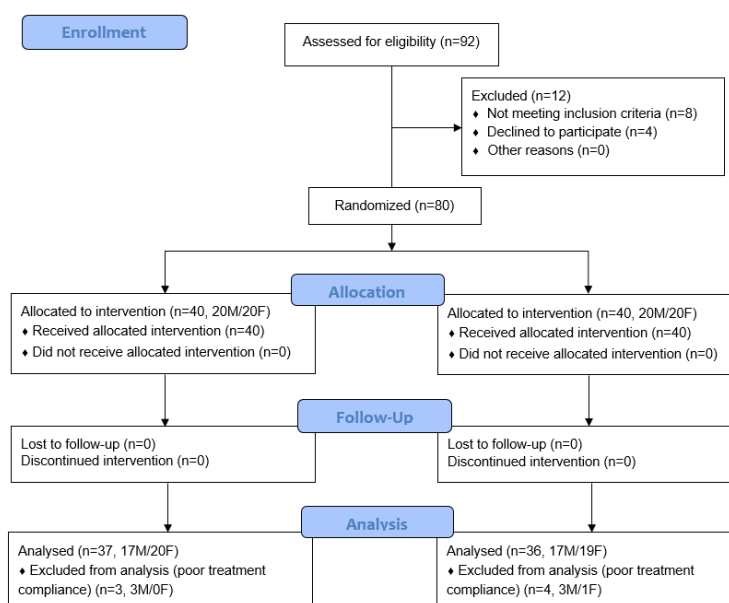 Enrollment
Assessed for eligibility (n=92)
Excluded (n=12)
♦ Not meeting inclusion criteria (n=8)
♦ Declined to participate (n=4)
♦ Other reasons (n=0)
Randomized (n=80)
Allocation
Allocated to intervention (n=40, 20M/20F)
♦ Received allocated intervention (n=40)
♦ Did not receive allocated intervention (n=0)
Allocated to intervention (n=40, 20M/20F)
♦ Received allocated intervention (n=40)
♦ Did not receive allocated intervention (n=0)
Follow-Up
Lost to follow-up (n=0)
Discontinued intervention (n=0)
Lost to follow-up (n=0)
Discontinued intervention (n=0)
Analysis
Analysed (n=37, 17M/20F)
♦ Excluded from analysis (poor treatment
compliance) (n=3, 3M/0F)
Analysed (n=36, 17M/19F)
♦ Excluded from analysis (poor treatment
compliance) (n=4, 3M/1F)